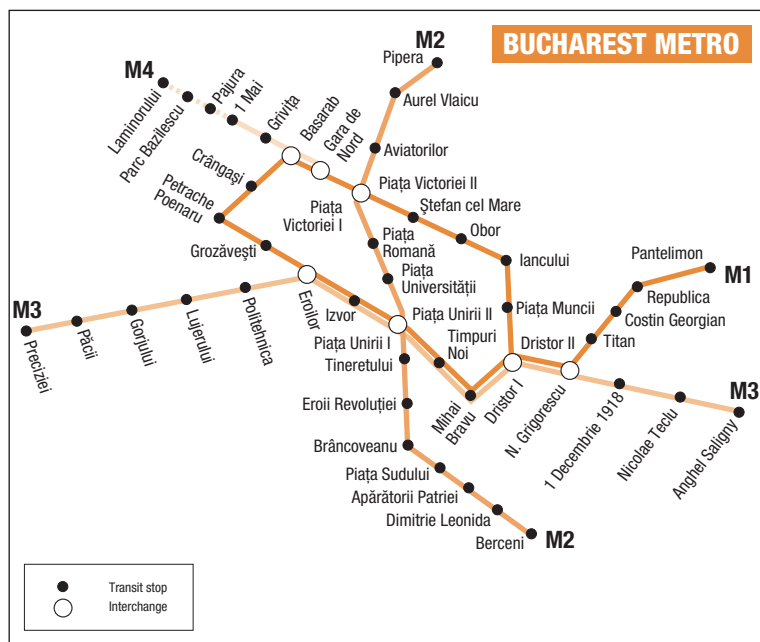 BUCHAREST METRO
M2
Pipera
Aurel Vlaicu
Aviatorilor
M4
Laminorului
Parc Bazilescu
Pajura
1 Mai
Grivița
Basarab
Gara de
Nord
Crângași
Petrache
Poenaru
Grozăvești
Piața Victoriei II
Piața
Victoriei I
Ștefan cel Mare
Obor
Iancului
Piața Muncii
Piața
Romană
Piața
Universității
Pantelimon
M1
Republica
Costin Georgian
Titan
M3
Preciziei
Păcii
Gorjului
Lujerului
Politehnica
Eroilor
Izvor
Piața Unirii II
Piața Unirii I
Timpuri
Noi
Mihai
Bravu
Dristor II
Dristor I
N. Grigorescu
1 Decembrie 1918
Nicolae Teclu
Anghel Saligny
M3
Tineretului
Eroii Revoluției
Brâncoveanu
Piața Sudului
Apărătorii Patriei
Dimitrie Leonida
Berceni
M2
Transit stop
Interchange